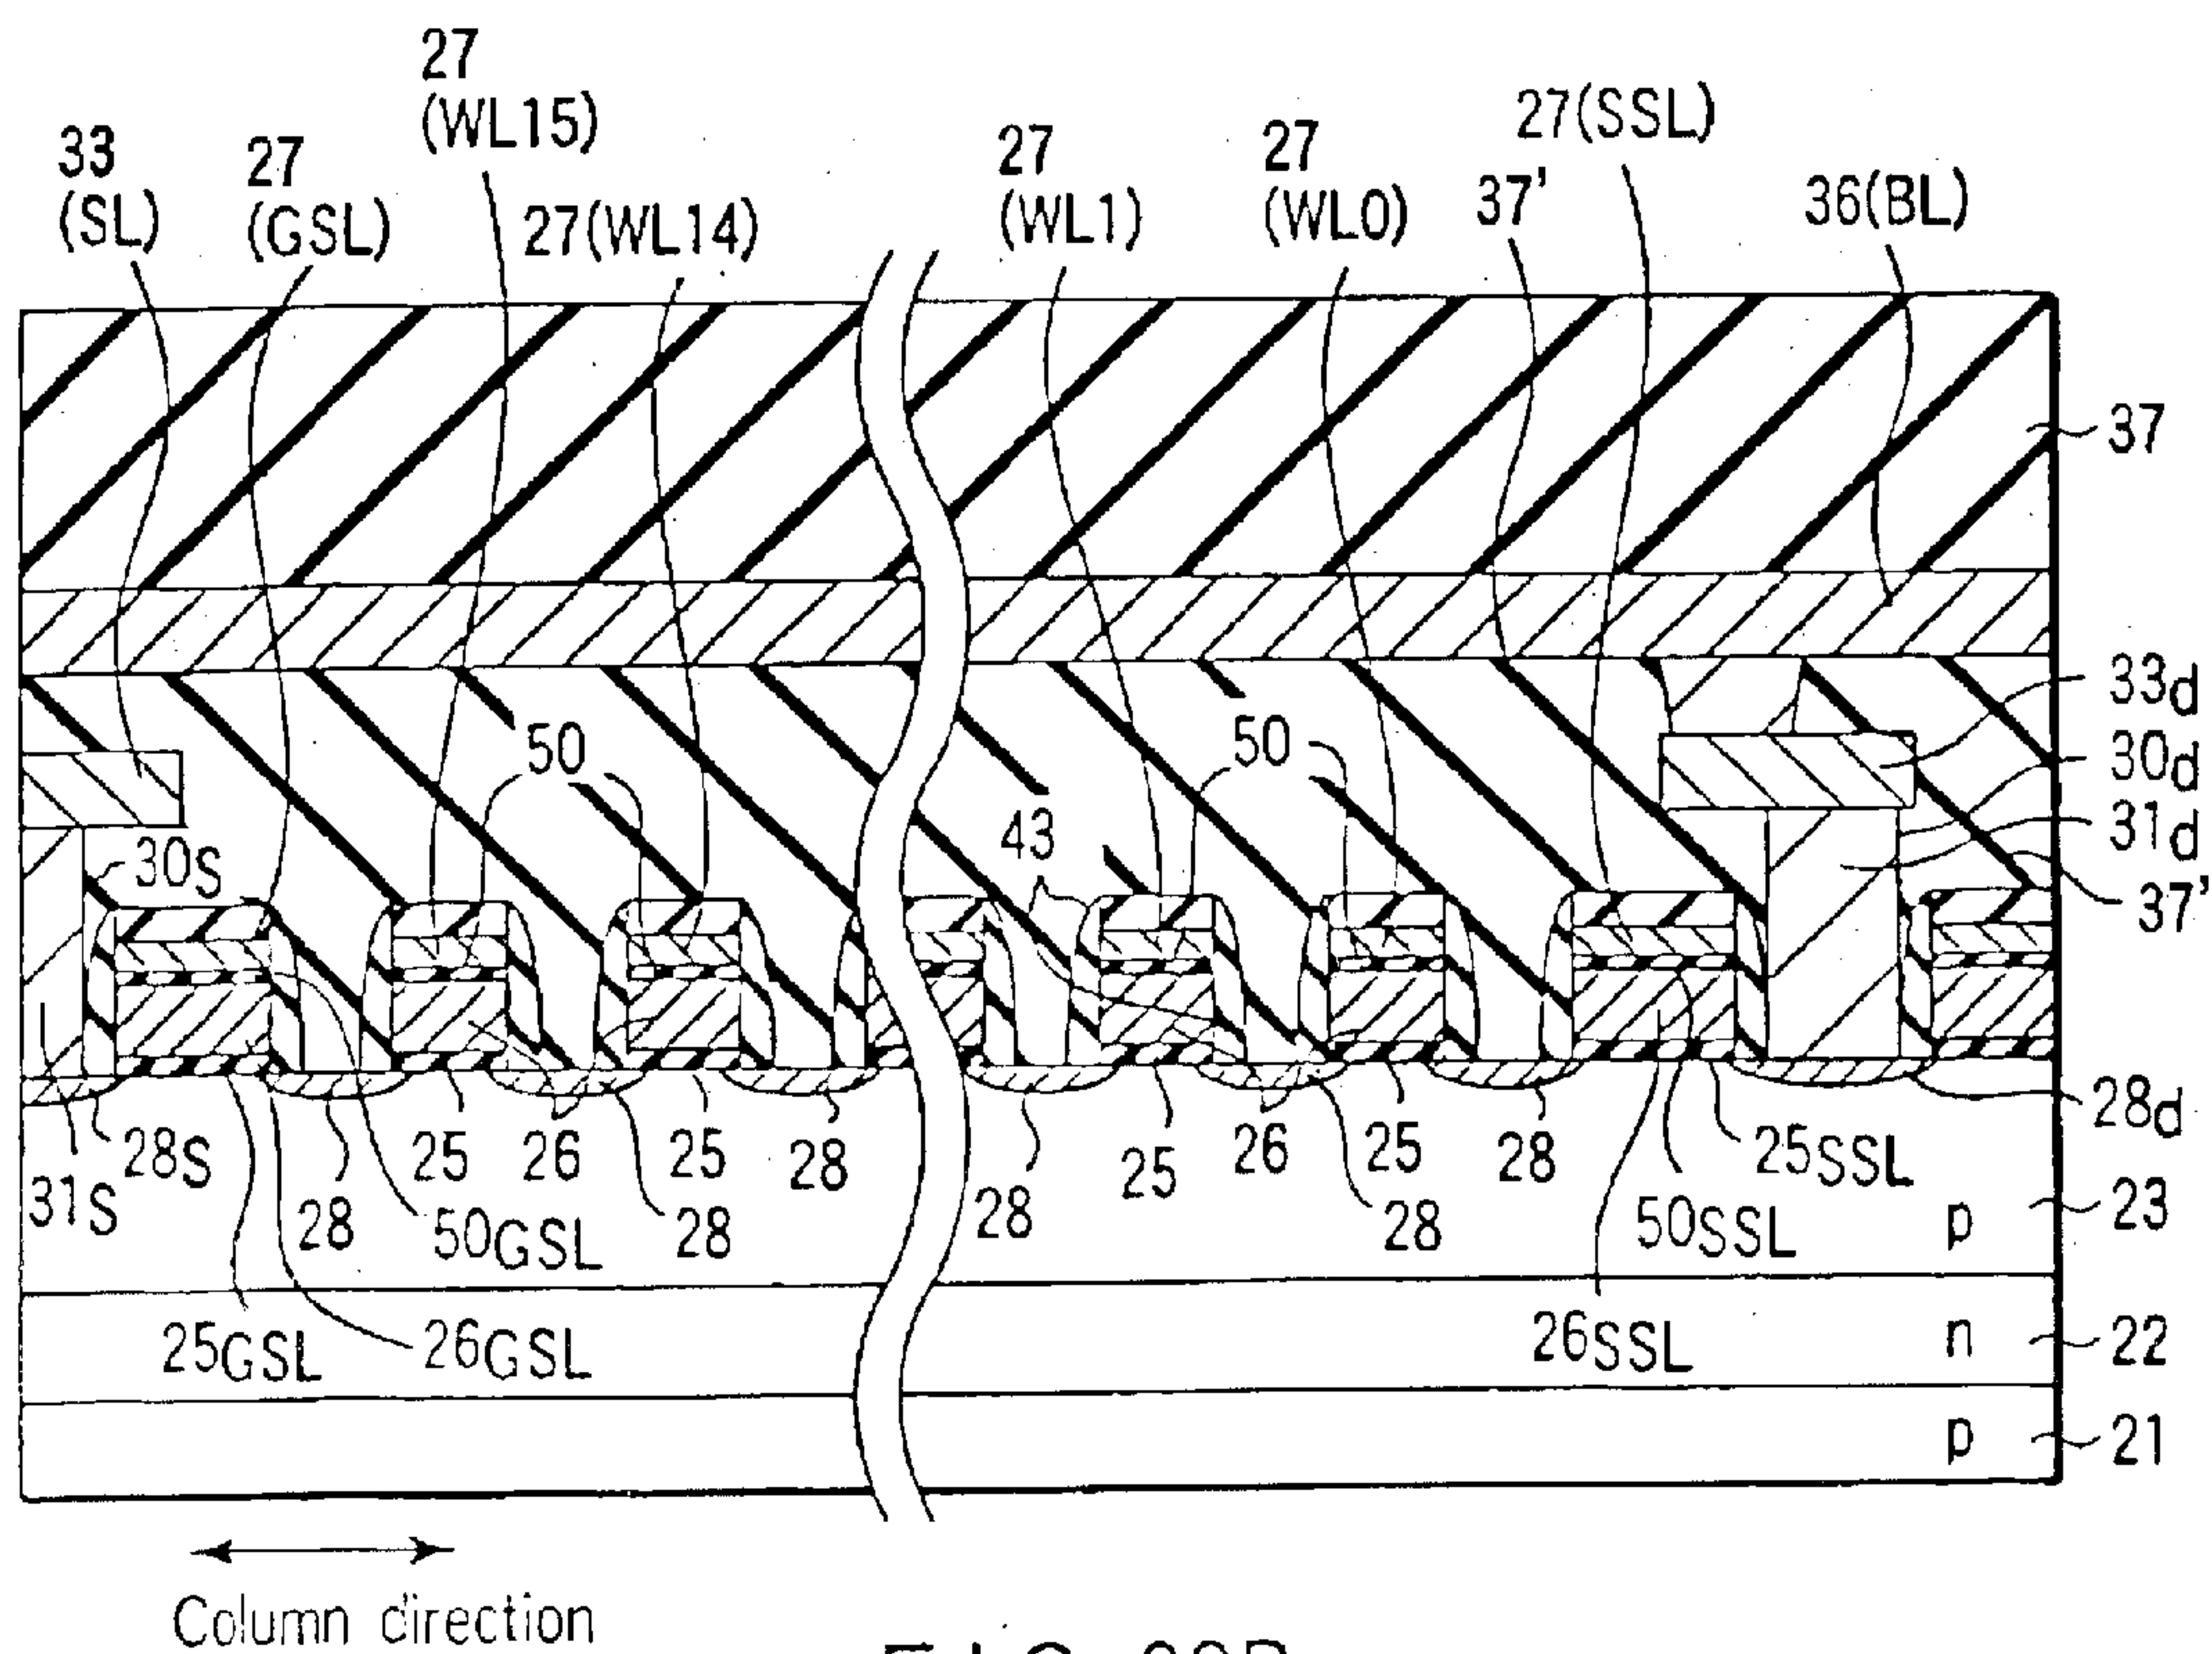 27
(WL15)
27(SSL)
33
(SL)
27
(GSL)
27(WL14)
27
(WL1)
27
(WL0)
37'
36(BL)
37
33d
50
50
30d
43
31d
30S
37'
28d
28S
25
26
25
28
25
26
25
28
25SSL
31S
28
50GSL
28
28
28
50SSL
p
23
25GSL
26GSL
26SSL
n
22
p
21
Column direction